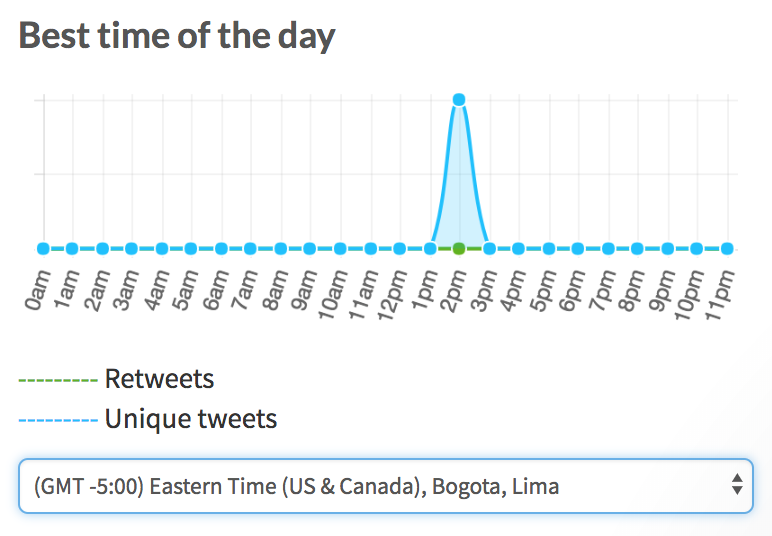 Best time of the day
0am 1am 2am 3am 4am 5am 6am 7am 8am 9am 10am 11am 12pm 1pm 2pm 3pm 4pm 5pm 6pm 7pm 8pm 9pm 10pm 11pm
Retweets
Unique tweets
(GMT -5:00) Eastern Time (US & Canada), Bogota, Lima